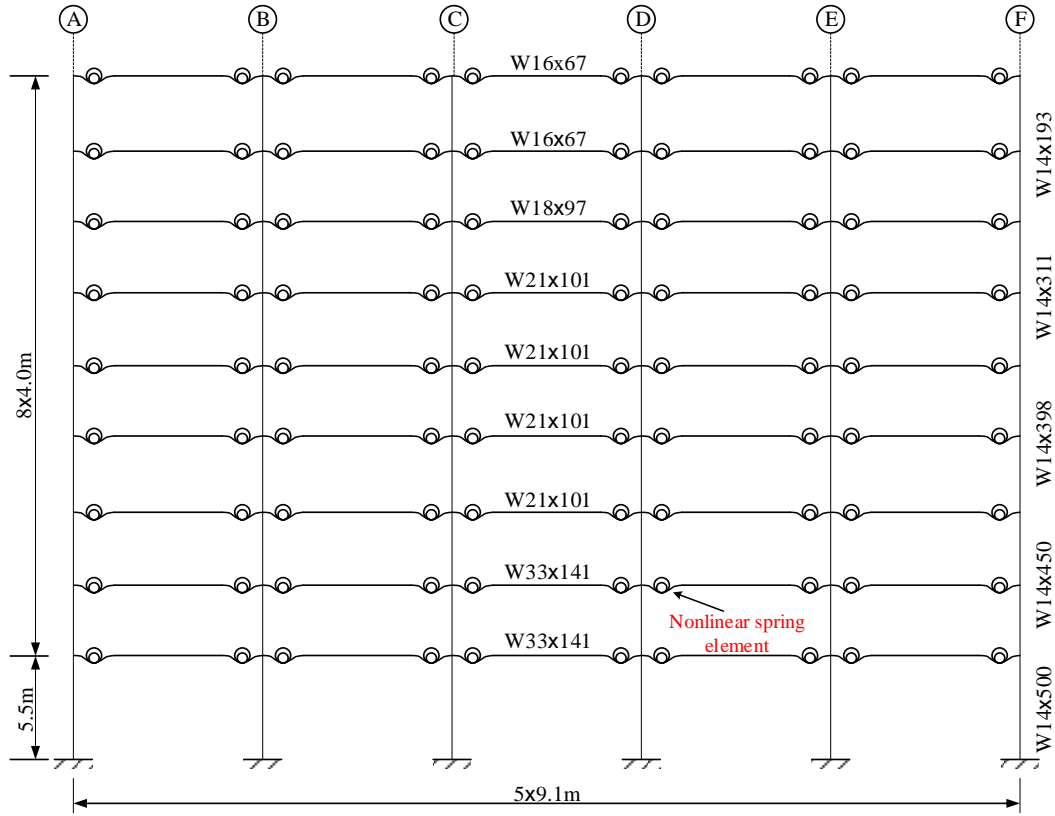 A B C D E F
W16x67
W14x193
W16x67
W18x97
W14x311
W21x101
8x4.0m
W21x101
W14x398
W21x101
W21x101
W14x450
W33x141
Nonlinear spring
element
W33x141
5.5m
W14x500
5x9.1m